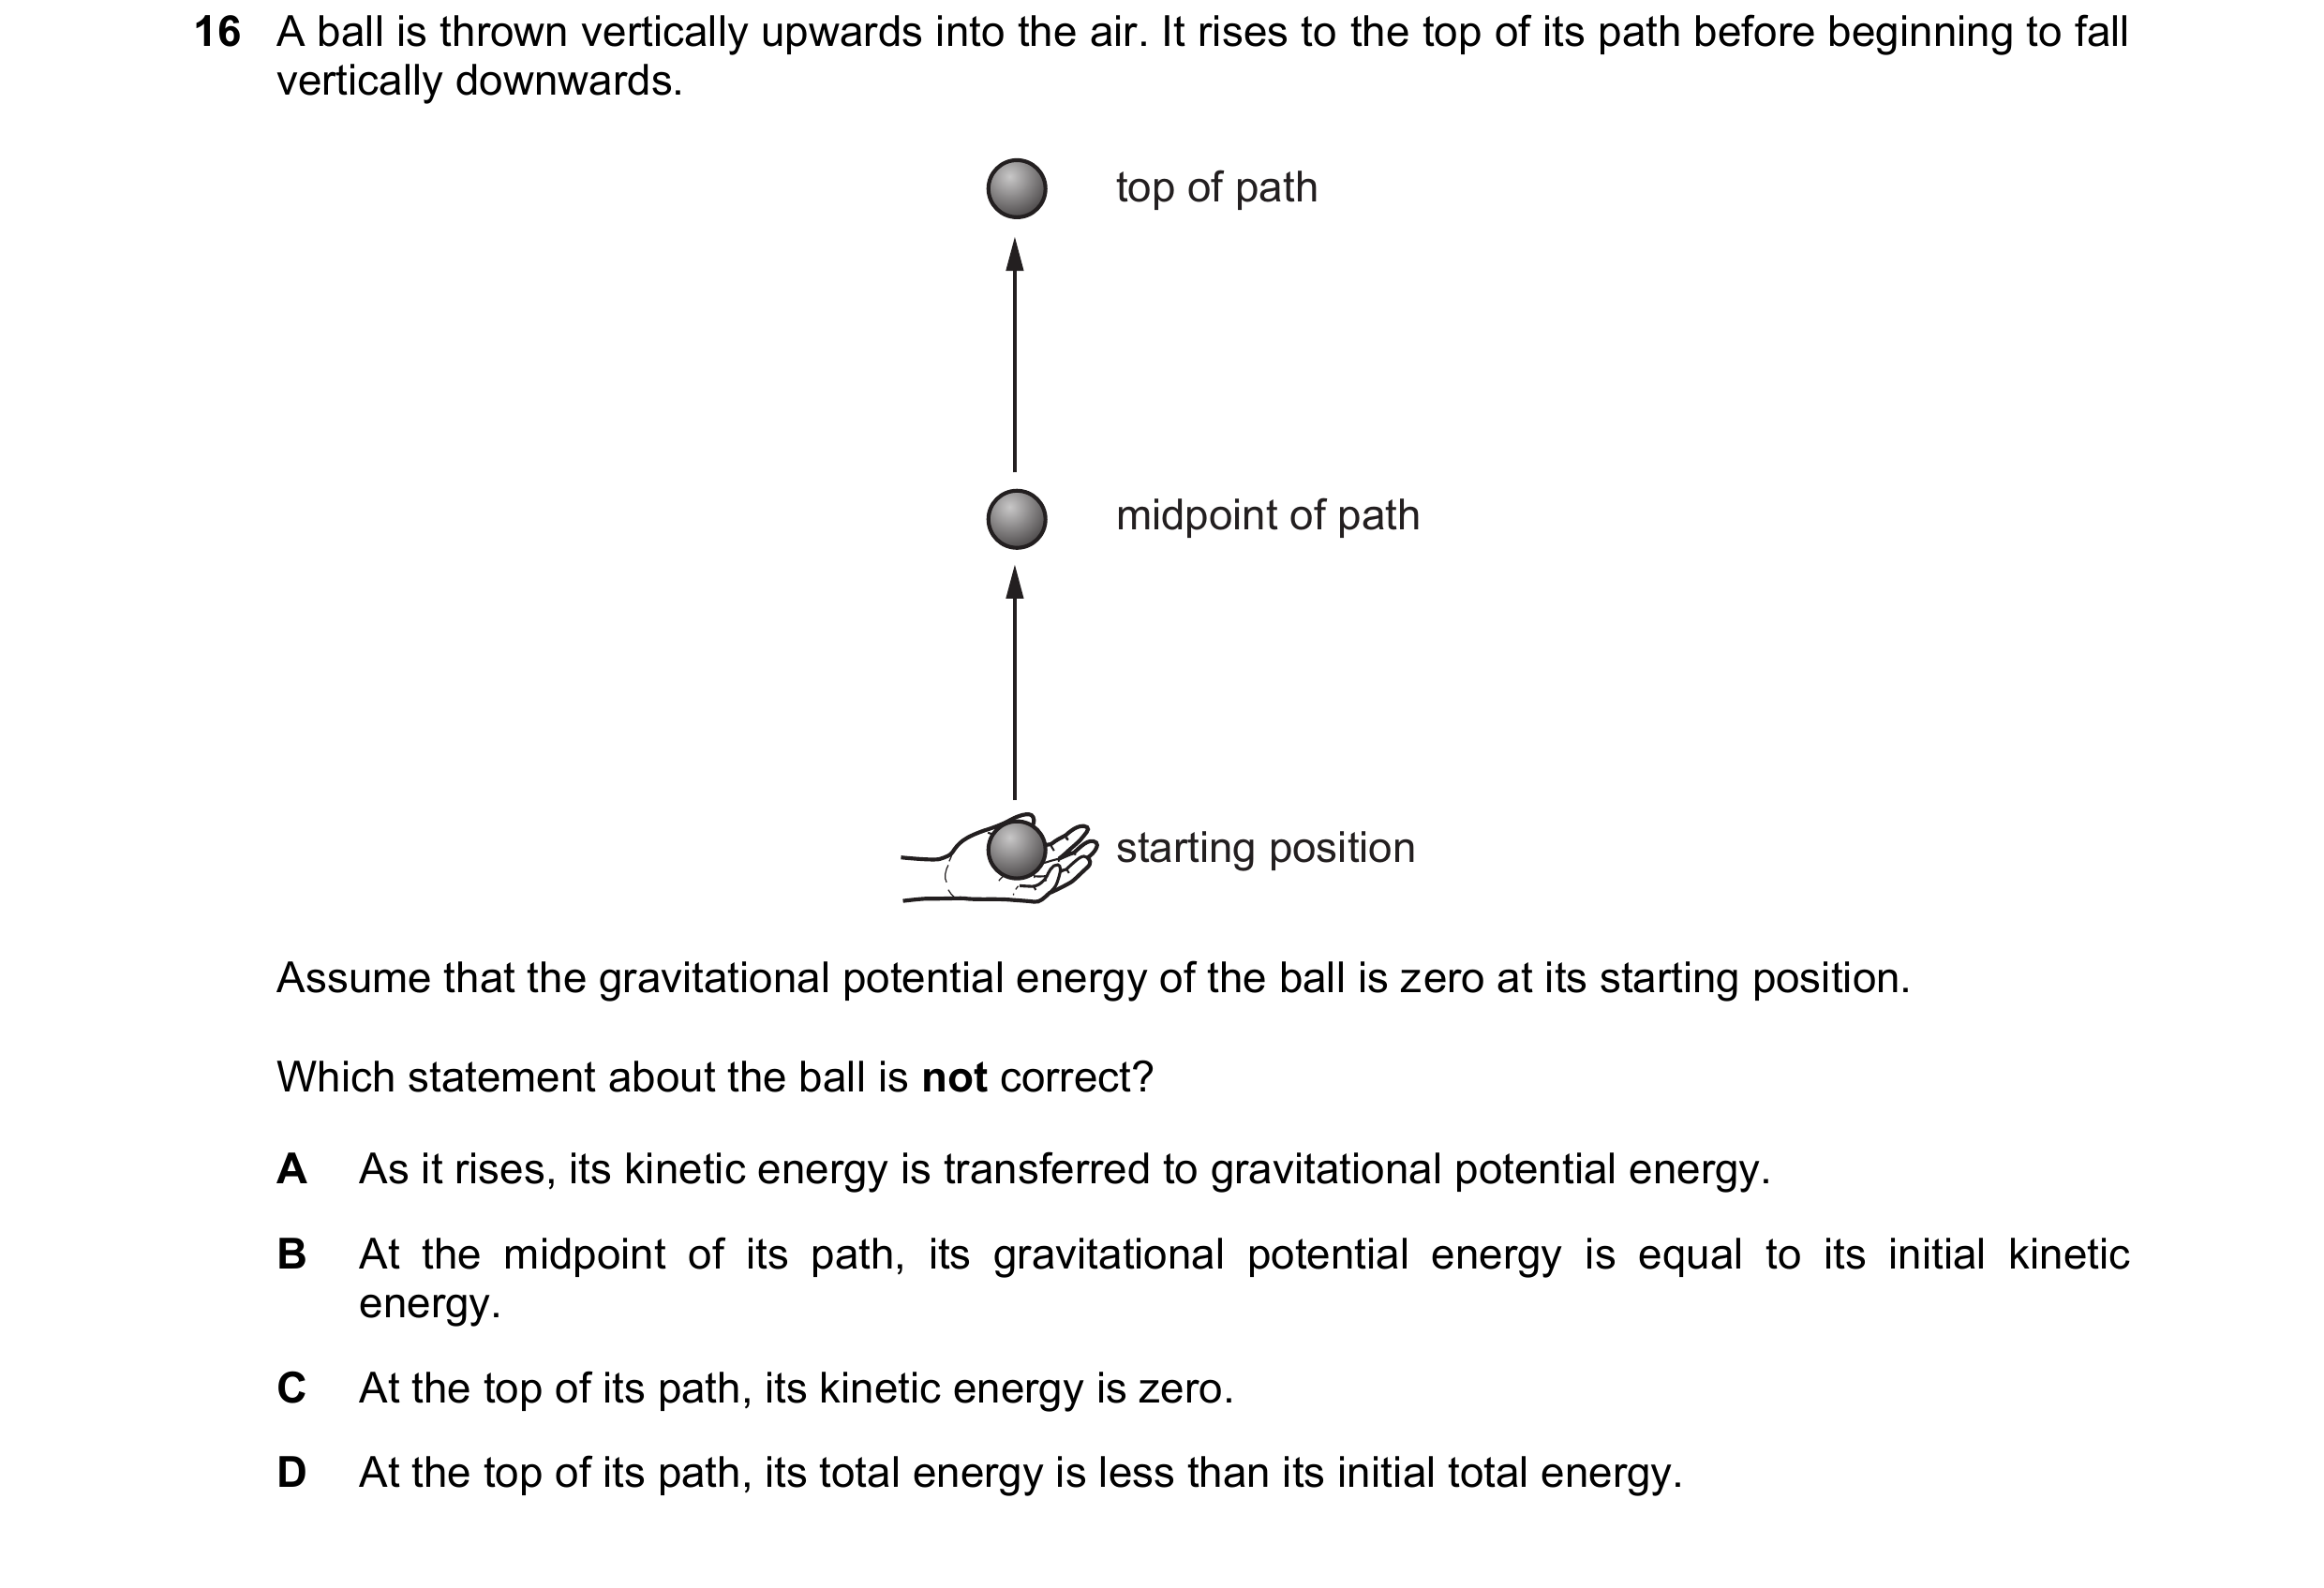 16 A ball is thrown vertically upwards into the air. It rises to the top of its path before beginning to fall
vertically downwards.
top of path
midpoint of path
starting position
Assume that the gravitational potential energy of the ball is zero at its starting position.
Which statement about the ball is not correct?
A As it rises, its kinetic energy is transferred to gravitational potential energy.
B At the midpoint of its path, its gravitational potential energy is equal to its initial kinetic
energy.
C At the top of its path, its kinetic energy is zero.
D At the top of its path, its total energy is less than its initial total energy.